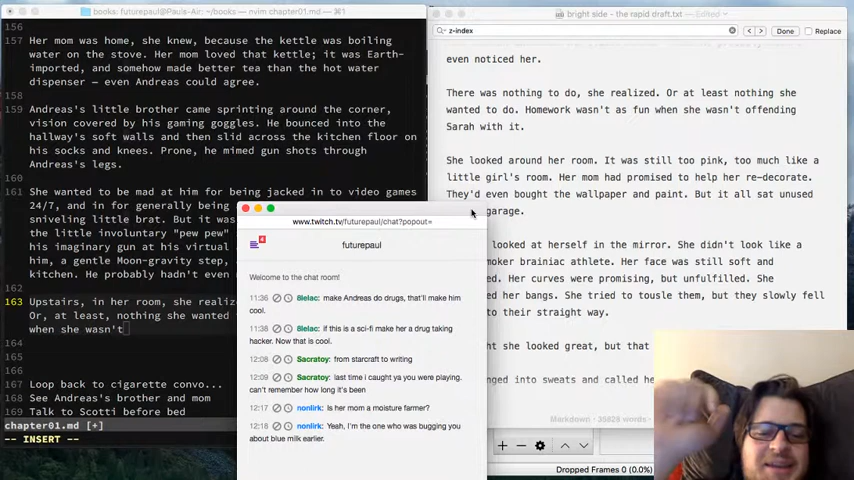 books: futurepaul@Pauls-Air: ~/books — nvim chapter01.md — ⌘1
156
157 Her mom was home, she knew, because the kettle was boiling
water on the stove. Her mom loved that kettle; it was Earth-
imported, and somehow made better tea than the hot water
dispenser — even Andreas could agree.
158
159 Andreas's little brother came sprinting around the corner,
vision covered by his gaming goggles. He bounced into the
hallway's soft walls and then slid across the kitchen floor on
his socks and knees. Prone, he mimed gun shots through
Andreas's legs.
160
161 She wanted to be mad at him for being jacked in to video games
24/7, and in for generally being
sniveling little brat. But it was
the little involuntary "pew pew"
his imaginary gun at his virtual
him, a gentle Moon-gravity step,
kitchen. He probably hadn't even
162
163 Upstairs, in her room, she realiz
Or, at least, nothing she wanted
when she wasn't
164
165
167 Loop back to cigarette convo...
168 See Andreas's brother and mom
169 Talk to Scotti before bed
chapter01.md [+]
-- INSERT --
bright side - the rapid draft.txt — Edited
z-index
Done
Replace
even noticed her.
There was nothing to do, she realized. Or at least nothing she
wanted to do. Homework wasn't as fun when she wasn't offending
Sarah with it.
She looked around her room. It was still too pink, too much like a
little girl's room. Her mom had promised to help her re-decorate.
They'd even bought the wallpaper and paint. But it all sat unused
garage.
looked at herself in the mirror. She didn't look like a
moker brainiac athlete. Her face was still soft and
Her curves were promising, but unfulfilled. She
ed her bangs. She tried to tousle them, but they slowly fell
to their straight way.
ht she looked great, but that
nged into sweats and called he
Markdown
words
Dropped Frames 0 (0.0%)
www.twitch.tv/futurepaul/chat?popout=
4
futurepaul
Welcome to the chat room!
11:36 8lelac: make Andreas do drugs, that'll make him
cool.
11:38 8lelac: if this is a sci-fi make her a drug taking
hacker. Now that is cool.
12:08 Sacratoy: from starcraft to writing
12:09 Sacratoy: last time i caught ya you were playing.
can't remember how long it's been
12:17 nonlirk: Is her mom a moisture farmer?
12:18 nonlirk: Yeah, I'm the one who was bugging you
about blue milk earlier.